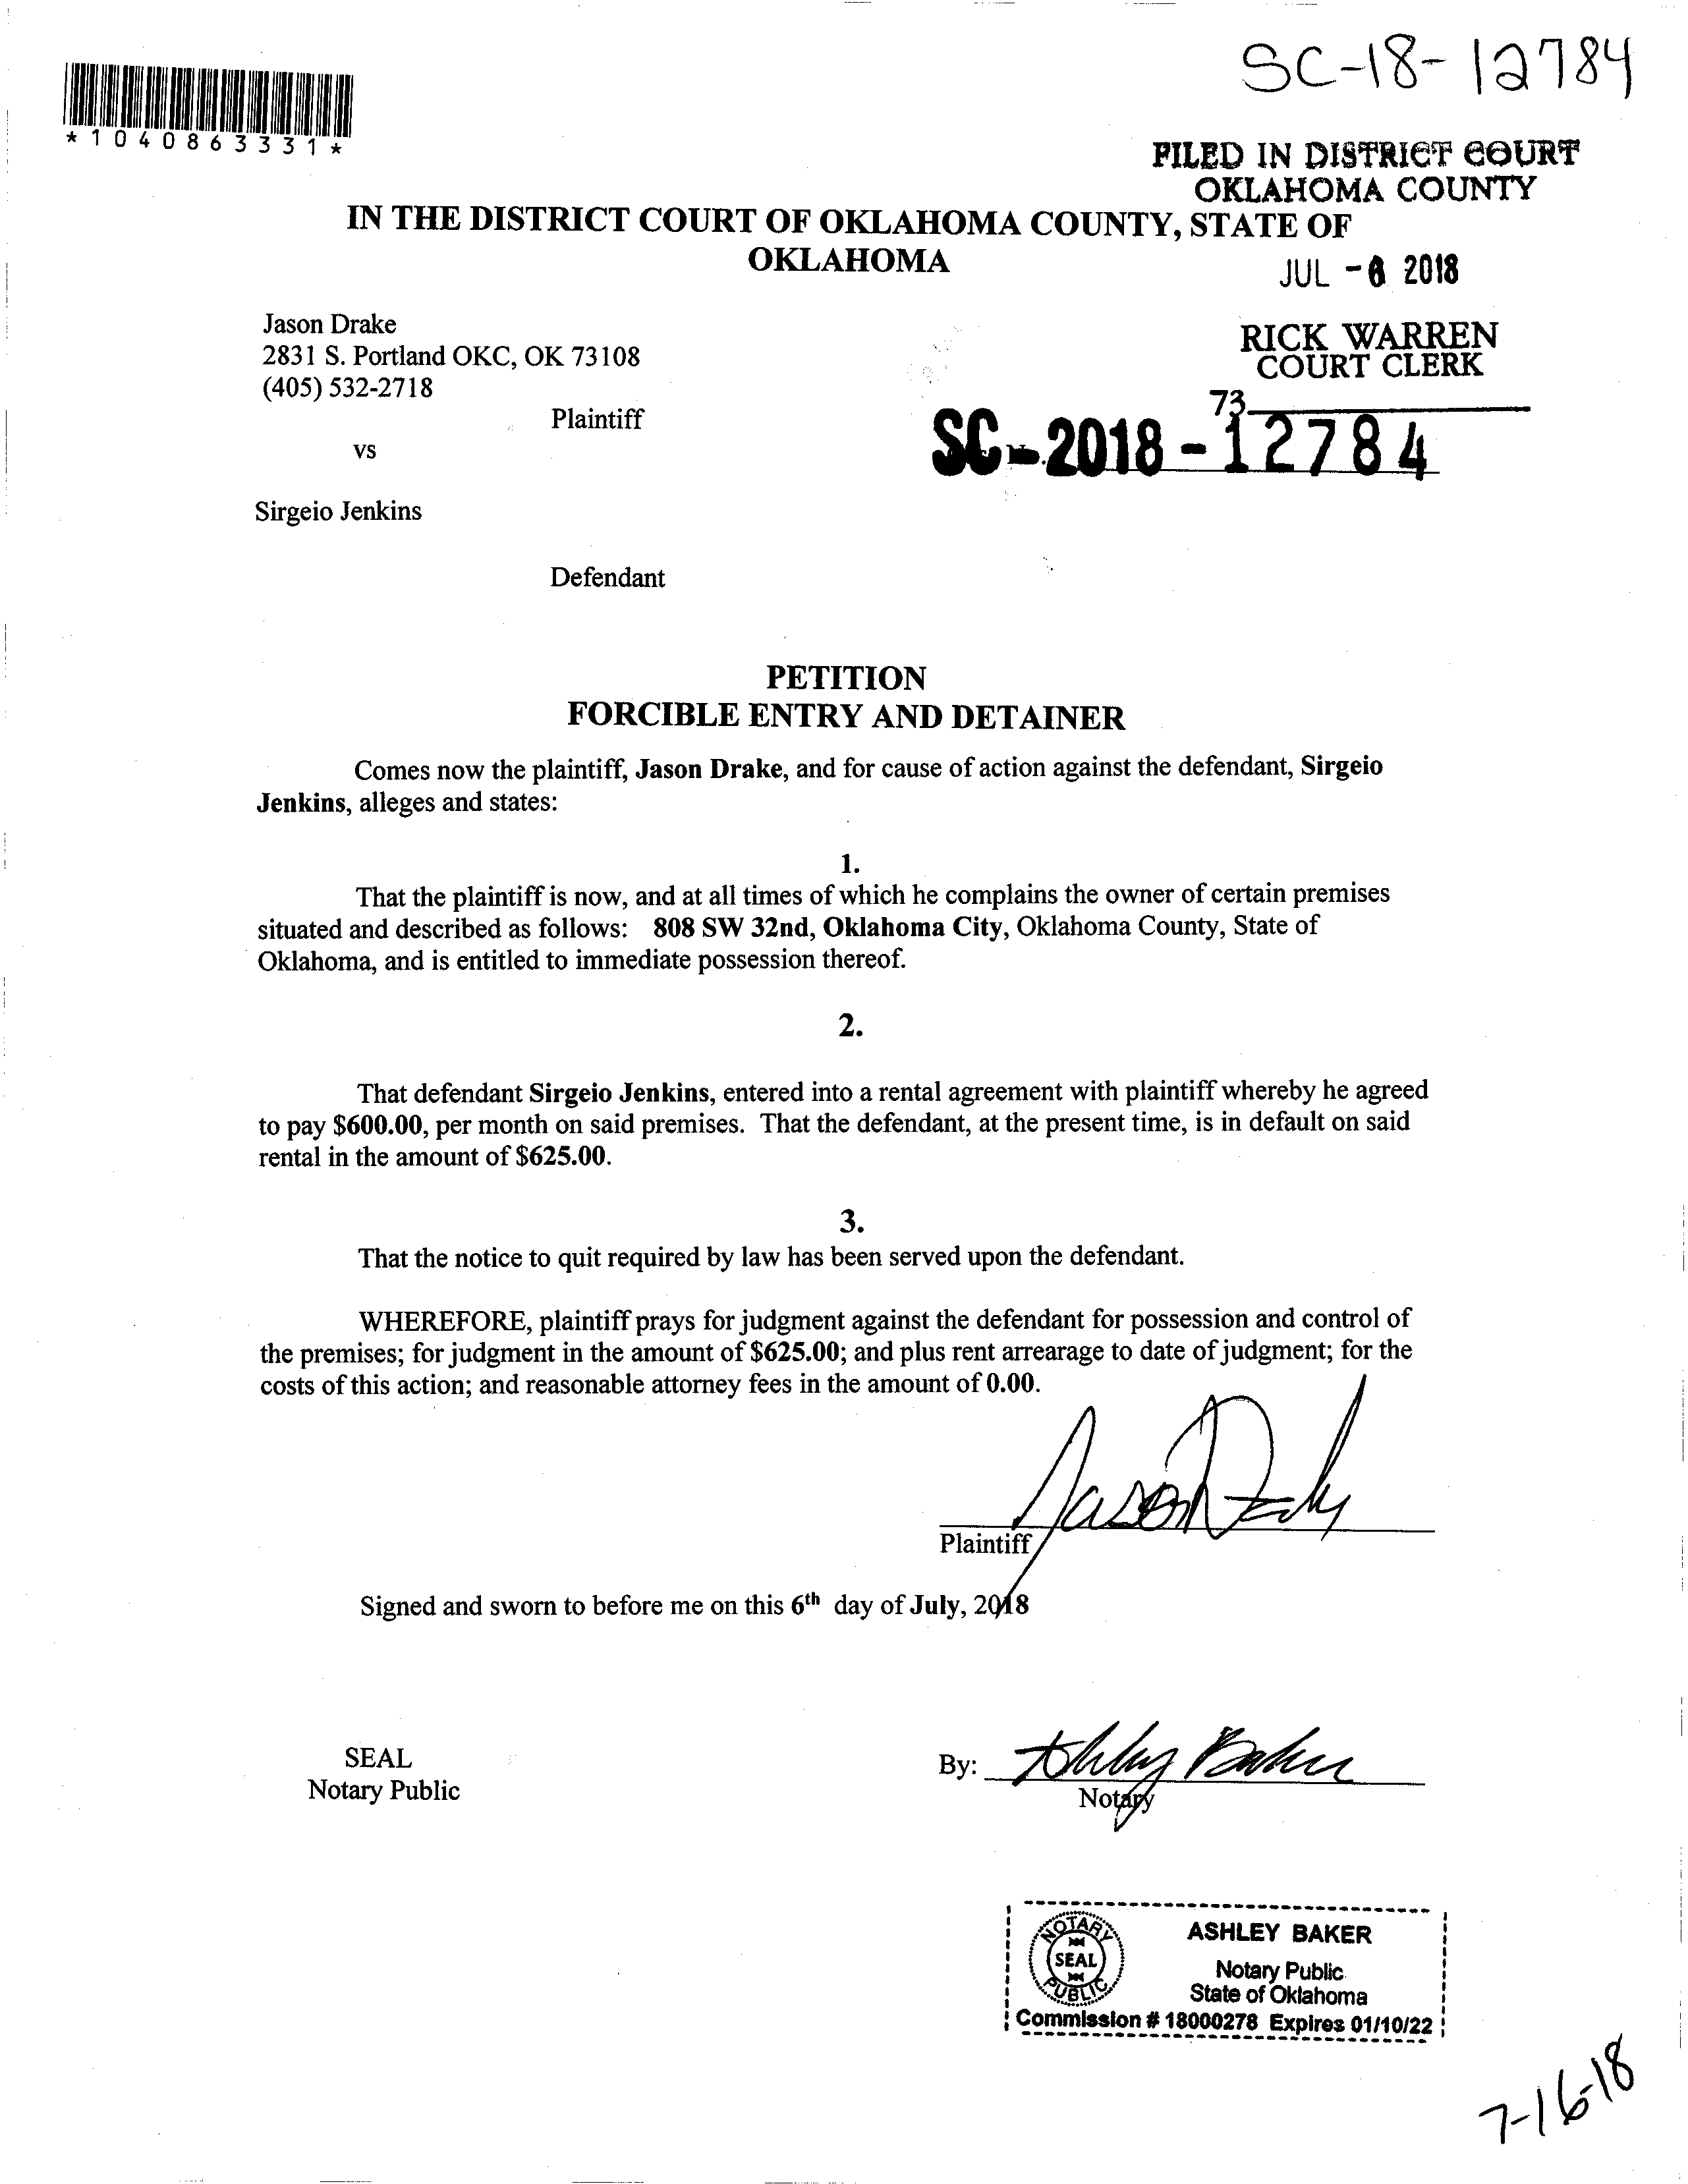 SC-18-12784
*1040863331*
FILED IN DISTRICT COURT
OKLAHOMA COUNTY
IN THE DISTRICT COURT OF OKLAHOMA COUNTY, STATE OF
OKLAHOMA
JUL -6 2018
Jason Drake
2831 S. Portland OKC, OK 73108
(405) 532-2718
RICK WARREN
COURT CLERK
73
Plaintiff
SC-2018-12784
vs
Sirgeio Jenkins
Defendant
PETITION
FORCIBLE ENTRY AND DETAINER
Comes now the plaintiff, Jason Drake, and for cause of action against the defendant, Sirgeio
Jenkins, alleges and states:
1.
That the plaintiff is now, and at all times of which he complains the owner of certain premises
situated and described as follows: 808 SW 32nd, Oklahoma City, Oklahoma County, State of
Oklahoma, and is entitled to immediate possession thereof.
2.
That defendant Sirgeio Jenkins, entered into a rental agreement with plaintiff whereby he agreed
to pay $600.00, per month on said premises. That the defendant, at the present time, is in default on said
rental in the amount of $625.00.
3.
That the notice to quit required by law has been served upon the defendant.
WHEREFORE, plaintiff prays for judgment against the defendant for possession and control of
the premises; for judgment in the amount of $625.00; and plus rent arrearage to date of judgment; for the
costs of this action; and reasonable attorney fees in the amount of 0.00.
Jason Drake
Plaintiff
Signed and sworn to before me on this 6th day of July, 2018
SEAL
Notary Public
By: Ashley Baker
Notary
NOTARY
SEAL
PUBLIC
ASHLEY BAKER
Notary Public
State of Oklahoma
Commission # 18000278 Expires 01/10/22
7-16-18